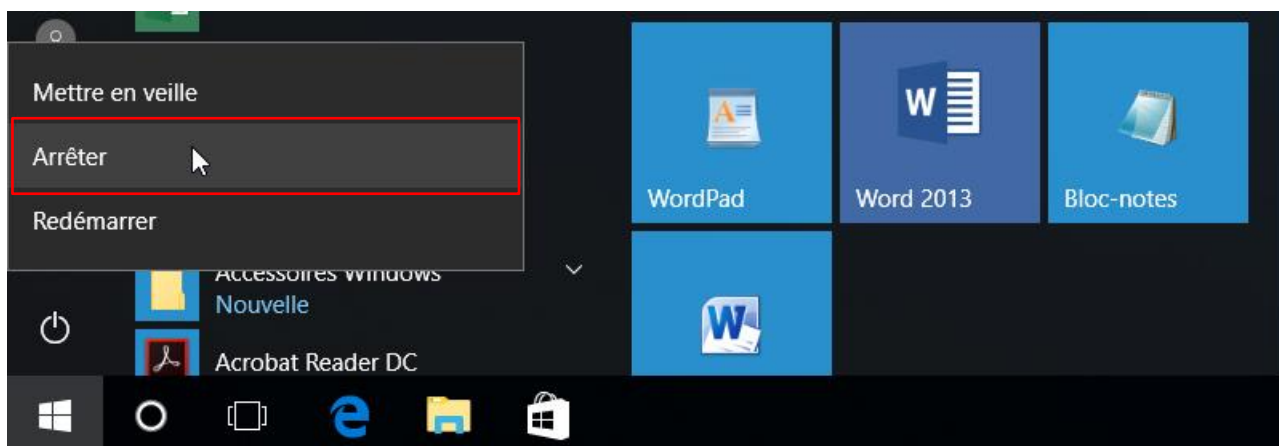 Mettre en veille
Arrêter
Redémarrer
Accessoires Windows
Nouvelle
Acrobat Reader DC
WordPad
Word 2013
Bloc-notes